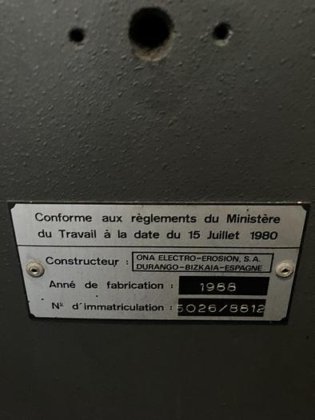 Conforme aux règlements du Ministère
du Travail à la date du 15 Juillet 1980
Constructeur : ONA ELECTRO-EROSION, S.A.
DURANGO-BIZKAIA-ESPAGNE
Anné de fabrication : 1988
Nº d'immatriculation : 5026/8812